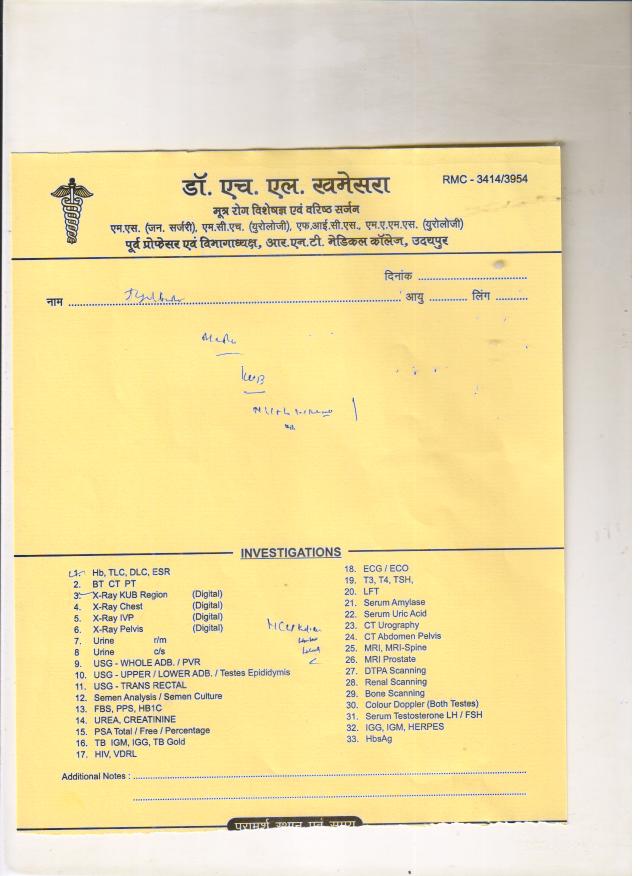 डॉ. एच. एल. खमेसरा
RMC - 3414/3954
मूत्र रोग विशेषज्ञ एवं वरिष्ठ सर्जन
एम.एस. (जन. सर्जरी), एम.सी.एच. (युरोलोजी), एफ.आई.सी.एस., एम.ए.एम.एस. (युरोलोजी)
पूर्व प्रोफेसर एवं विभागाध्यक्ष, आर.एन.टी. मेडिकल कॉलेज, उदयपुर
दिनांक
नाम आयु लिंग
KUB
INVESTIGATIONS
1. Hb, TLC, DLC, ESR
2. BT CT PT
3. X-Ray KUB Region (Digital)
4. X-Ray Chest (Digital)
5. X-Ray IVP (Digital)
6. X-Ray Pelvis (Digital)
7. Urine r/m
8 Urine c/s
9. USG - WHOLE ADB. / PVR
10. USG - UPPER / LOWER ADB. / Testes Epididymis
11. USG - TRANS RECTAL
12. Semen Analysis / Semen Culture
13. FBS, PPS, HB1C
14. UREA, CREATININE
15. PSA Total / Free / Percentage
16. TB IGM, IGG, TB Gold
17. HIV, VDRL
18. ECG / ECO
19. T3, T4, TSH,
20. LFT
21. Serum Amylase
22. Serum Uric Acid
23. CT Urography
24. CT Abdomen Pelvis
25. MRI, MRI-Spine
26. MRI Prostate
27. DTPA Scanning
28. Renal Scanning
29. Bone Scanning
30. Colour Doppler (Both Testes)
31. Serum Testosterone LH / FSH
32. IGG, IGM, HERPES
33. HbsAg
Additional Notes :
परामर्श स्थान एवं समय